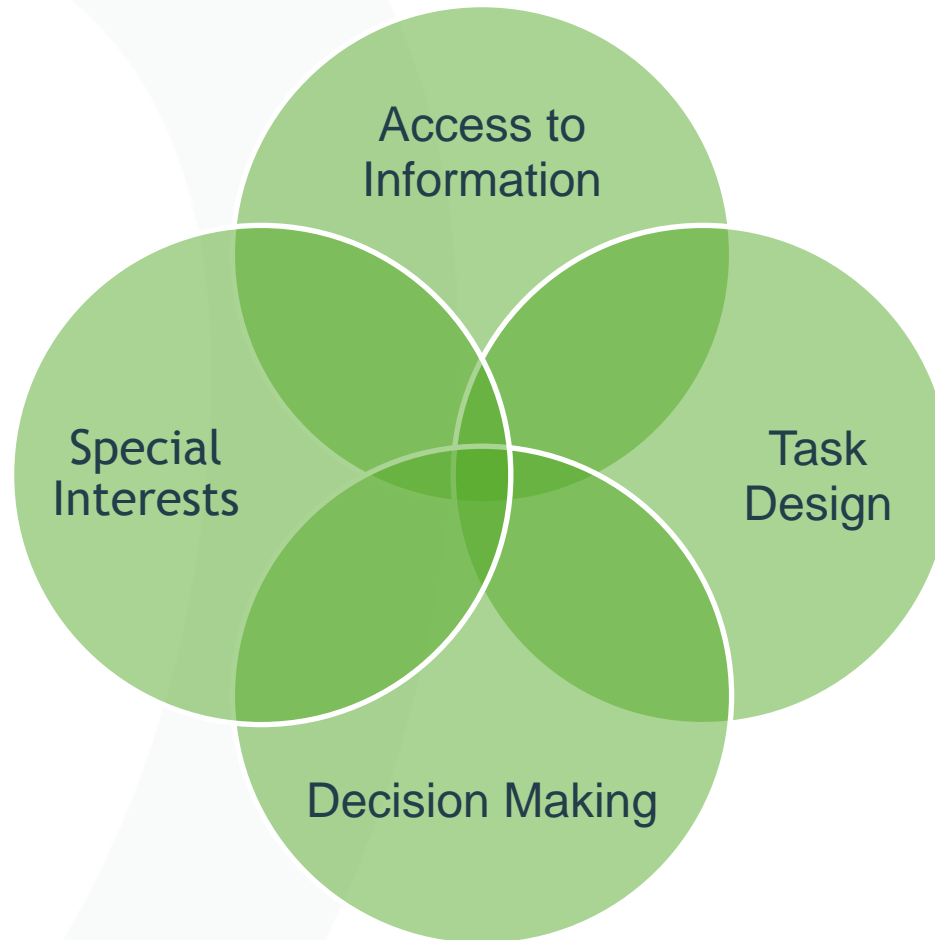 Access to
Information
Special
Interests
Task
Design
Decision Making